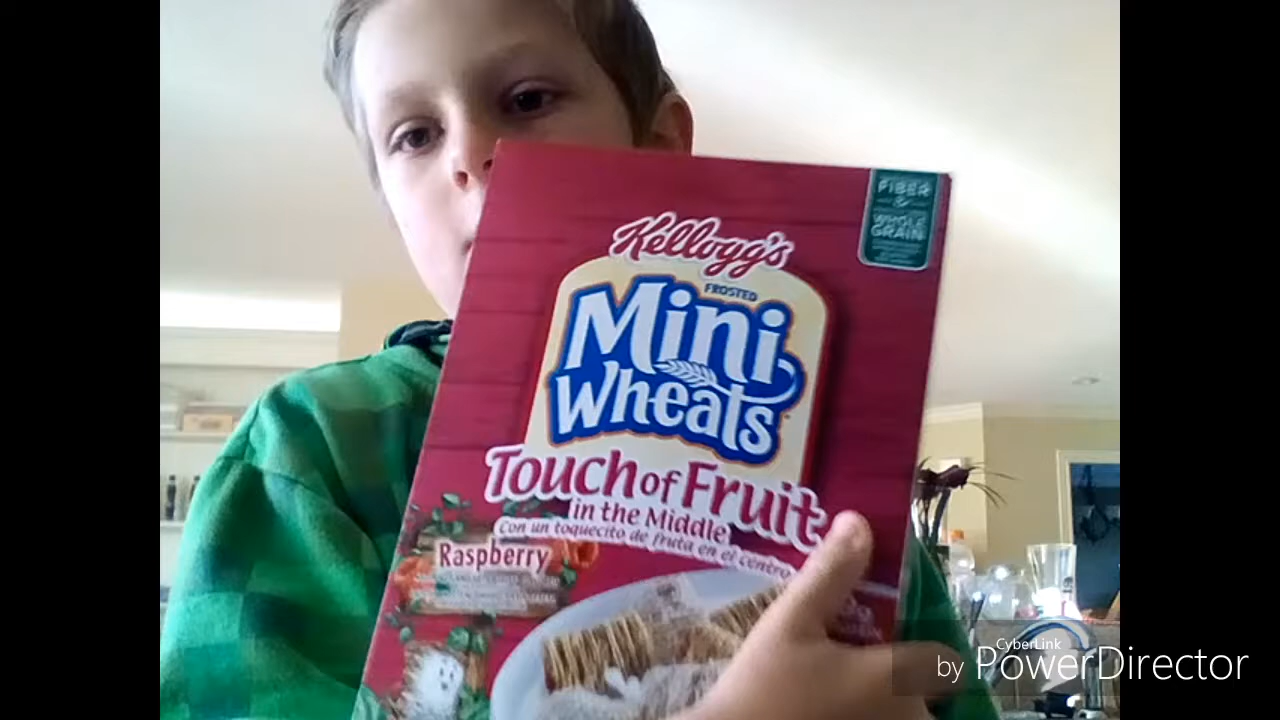 FIBER
&
WHOLE
GRAIN
Kellogg's
FROSTED
Mini
Wheats
Touch of Fruit
in the Middle
Con un toquecito de fruta en el centro
Raspberry
CyberLink
by PowerDirector